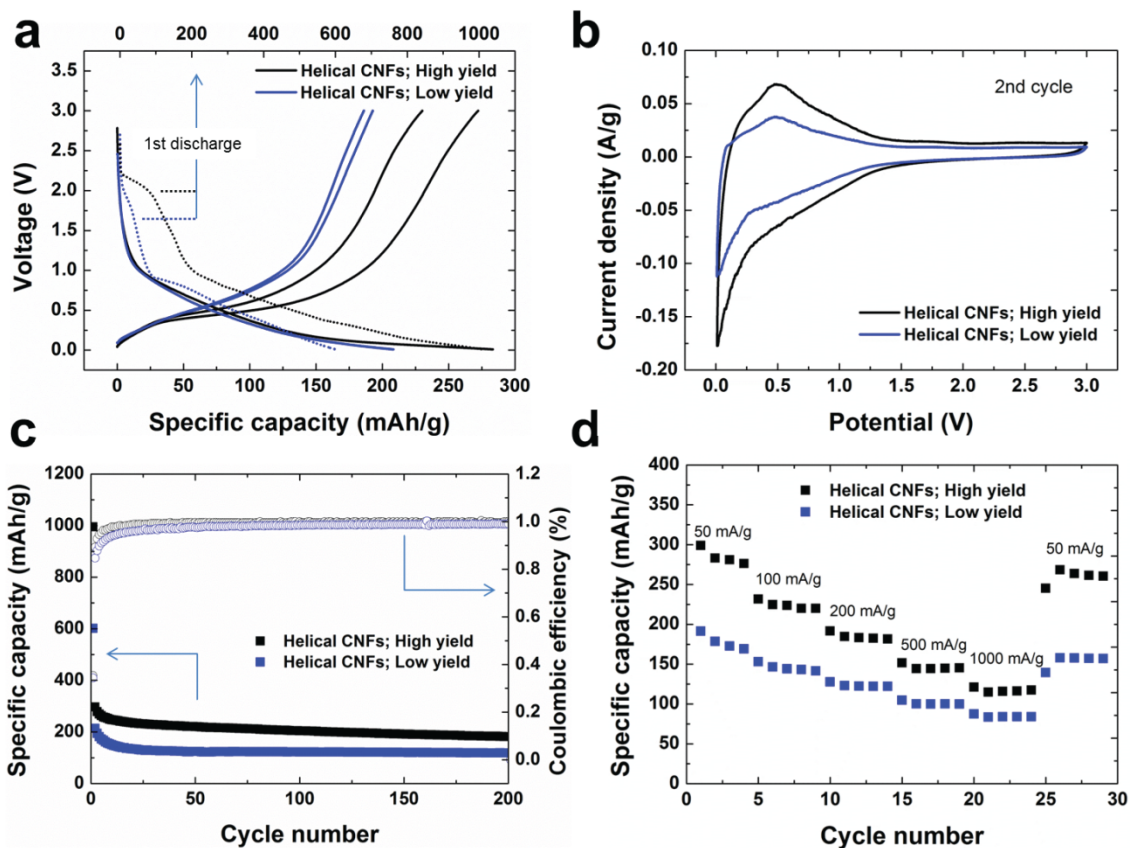 a
0 200 400 600 800 1000
3.5
3.0
2.5
2.0
1.5
1.0
0.5
0.0
Voltage (V)
Helical CNFs; High yield
Helical CNFs; Low yield
1st discharge
0 50 100 150 200 250 300
Specific capacity (mAh/g)
b
0.10
0.05
0.00
-0.05
-0.10
-0.15
-0.20
Current density (A/g)
2nd cycle
Helical CNFs; High yield
Helical CNFs; Low yield
0.0 0.5 1.0 1.5 2.0 2.5 3.0
Potential (V)
c
1200
1000
800
600
400
200
0
Specific capacity (mAh/g)
1.2
1.0
0.8
0.6
0.4
0.2
0.0
Coulombic efficiency (%)
Helical CNFs; High yield
Helical CNFs; Low yield
0 50 100 150 200
Cycle number
d
400
350
300
250
200
150
100
50
0
Specific capacity (mAh/g)
Helical CNFs; High yield
Helical CNFs; Low yield
50 mA/g
100 mA/g
200 mA/g
500 mA/g
1000 mA/g
50 mA/g
0 5 10 15 20 25 30
Cycle number